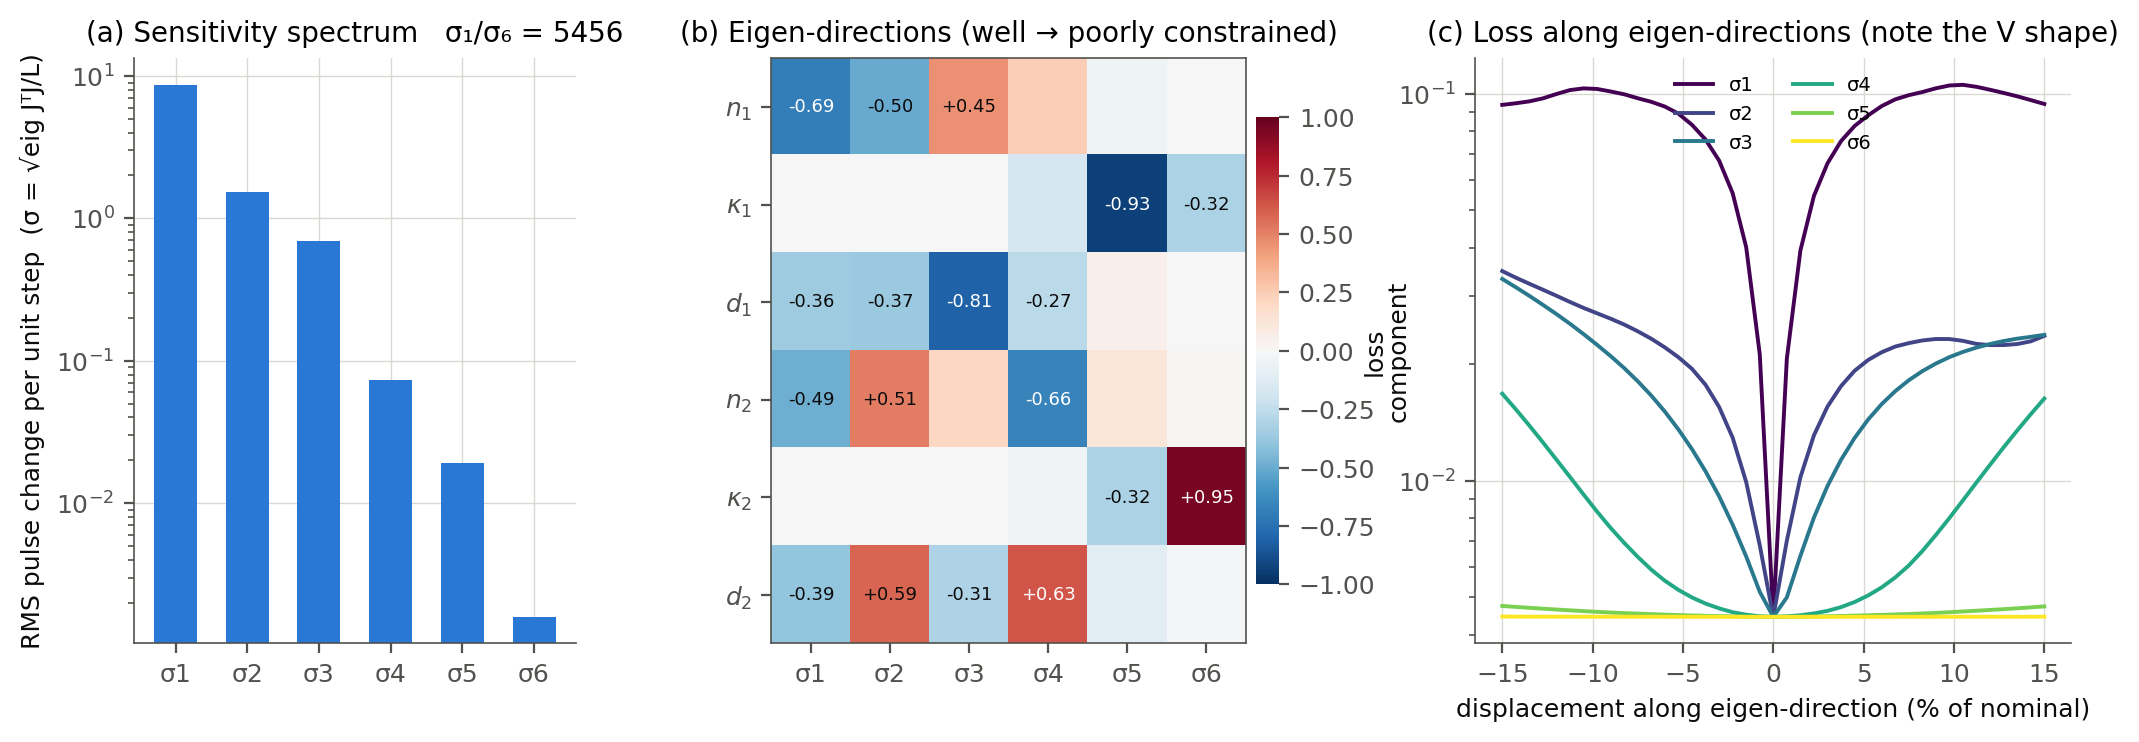 (a) Sensitivity spectrum   σ₁/σ₆ = 5456
RMS pulse change per unit step  (σ = √eig JᵀJ/L)
10¹
10⁰
10⁻¹
10⁻²
σ1 σ2 σ3 σ4 σ5 σ6
(b) Eigen-directions (well → poorly constrained)
n₁ -0.69 -0.50 +0.45
κ₁ -0.93 -0.32
d₁ -0.36 -0.37 -0.81 -0.27
n₂ -0.49 +0.51 -0.66
κ₂ -0.32 +0.95
d₂ -0.39 +0.59 -0.31 +0.63
σ1 σ2 σ3 σ4 σ5 σ6
1.00
0.75
0.50
0.25
0.00
−0.25
−0.50
−0.75
−1.00
component
(c) Loss along eigen-directions (note the V shape)
loss
10⁻¹
10⁻²
σ1 σ4
σ2 σ5
σ3 σ6
−15 −10 −5 0 5 10 15
displacement along eigen-direction (% of nominal)